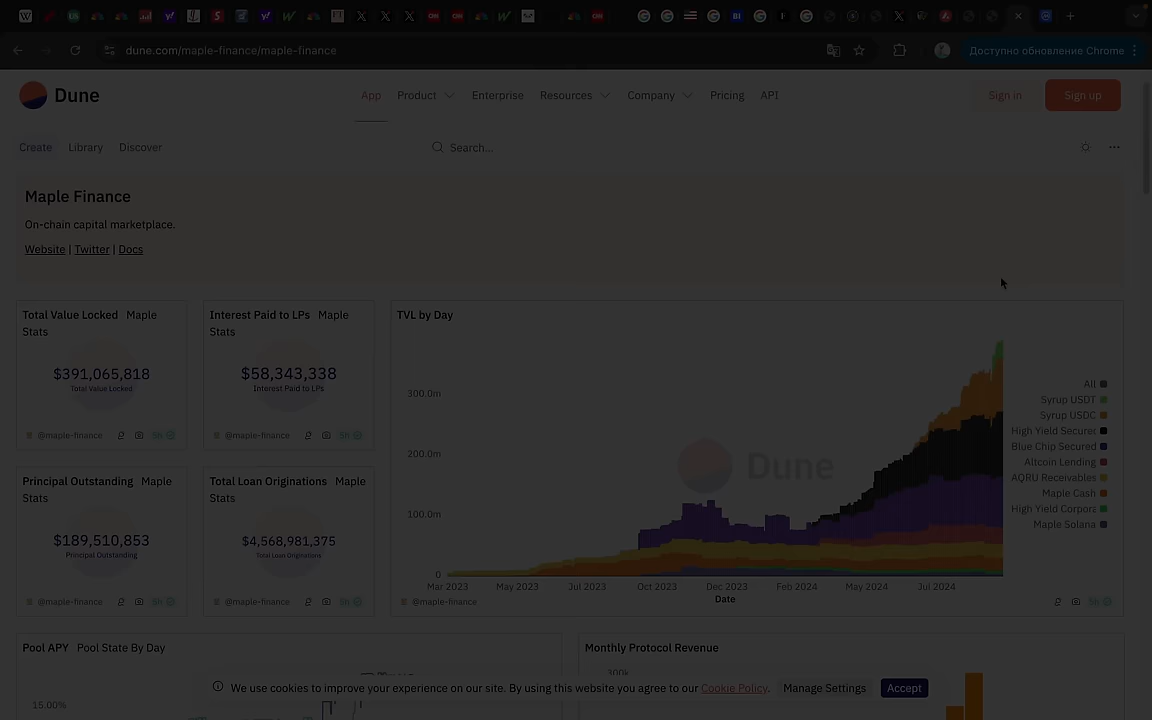 dune.com/maple-finance/maple-finance
Доступно обновление Chrome
Dune
App Product Enterprise Resources Company Pricing API
Sign in
Sign up
Create Library Discover
Search...
Maple Finance
On-chain capital marketplace.
Website | Twitter | Docs
Total Value Locked Maple
Stats
$391,065,818
Total Value Locked
@maple-finance
Interest Paid to LPs Maple
Stats
$58,343,338
Interest Paid to LPs
@maple-finance
Principal Outstanding Maple
Stats
$189,510,853
Principal Outstanding
@maple-finance
Total Loan Originations Maple
Stats
$4,568,981,375
Total Loan Originations
@maple-finance
TVL by Day
300.0m
200.0m
100.0m
0
Mar 2023 May 2023 Jul 2023 Oct 2023 Dec 2023 Feb 2024 May 2024 Jul 2024
Date
Dune
All
Syrup USDT
Syrup USDC
High Yield Secured
Blue Chip Secured
Altcoin Lending
AQRU Receivables
Maple Cash
High Yield Corpora
Maple Solana
@maple-finance
Pool APY Pool State By Day
15.00%
Monthly Protocol Revenue
300k
We use cookies to improve your experience on our site. By using this website you agree to our Cookie Policy.
Manage Settings
Accept